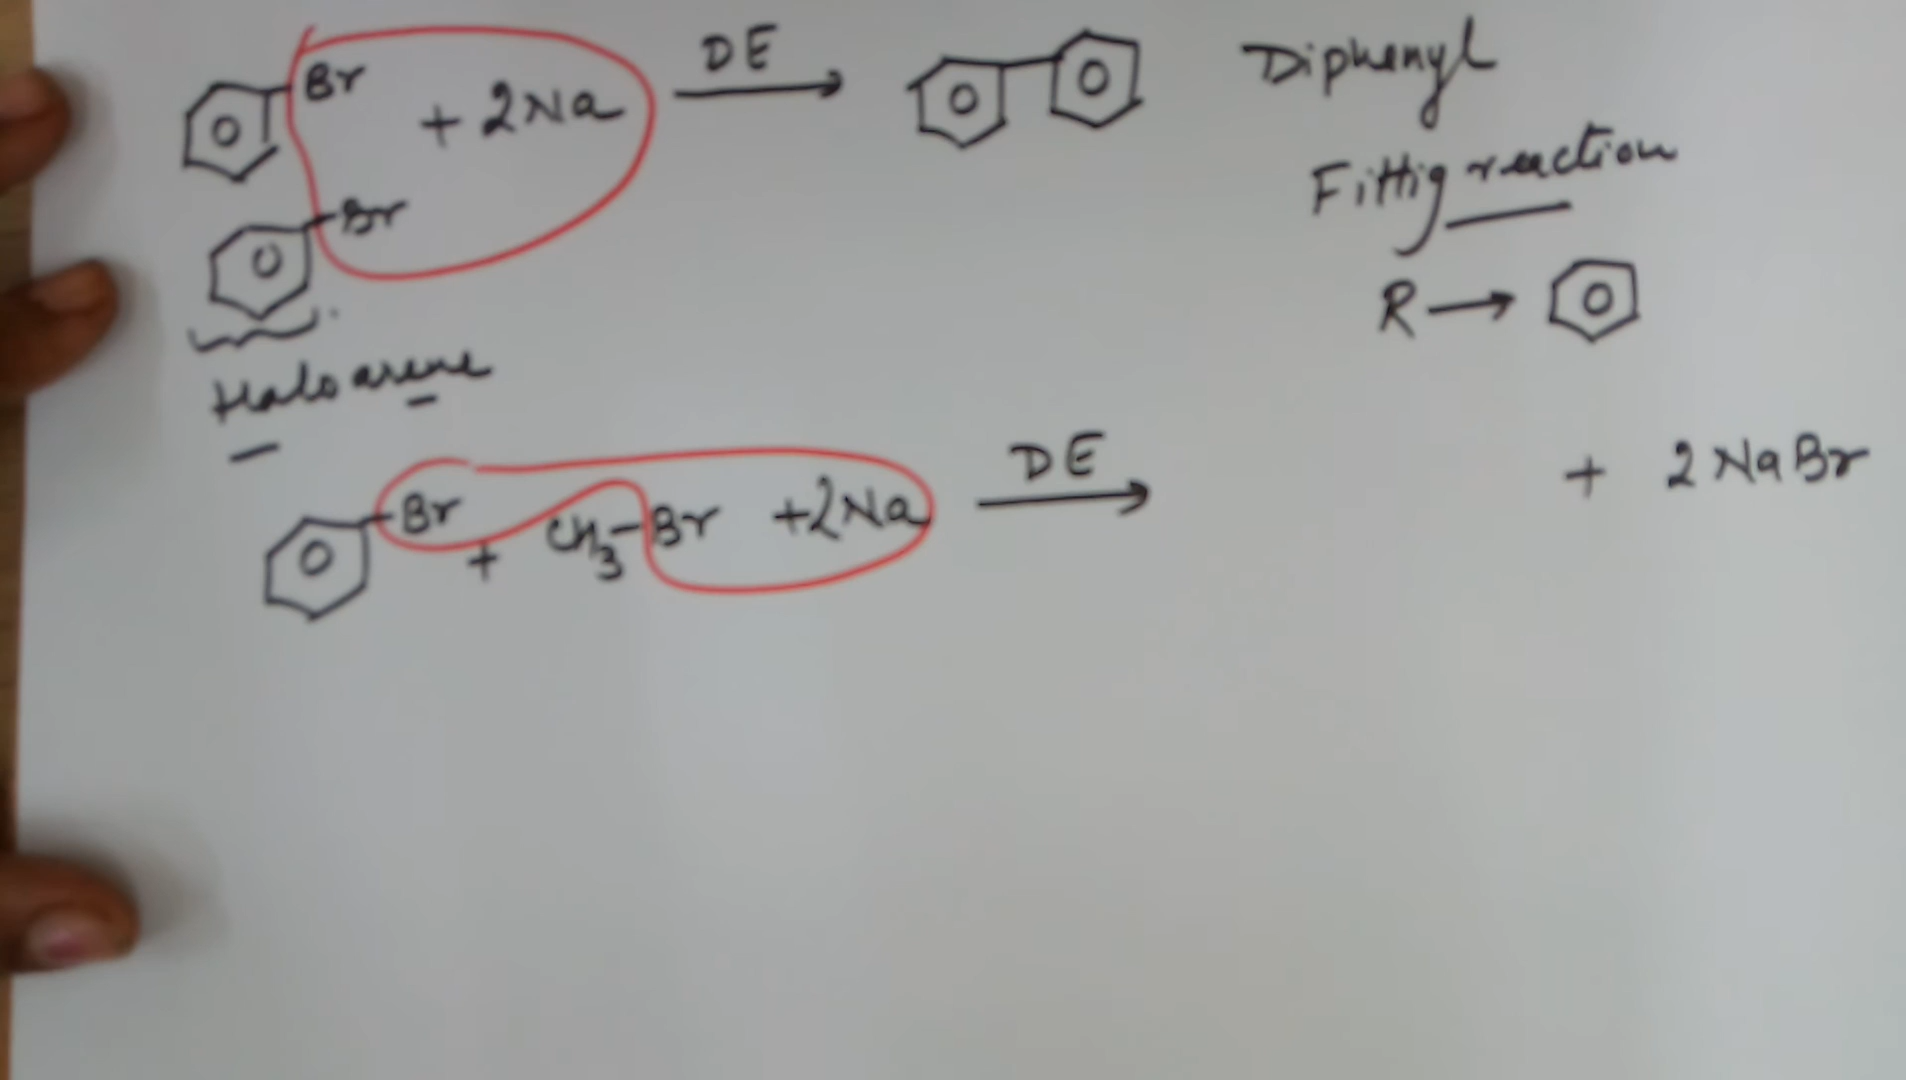 Br + 2Na DE → Diphenyl
Br
Fittig reaction
R →
Haloarene
Br + CH3-Br + 2Na DE → + 2NaBr